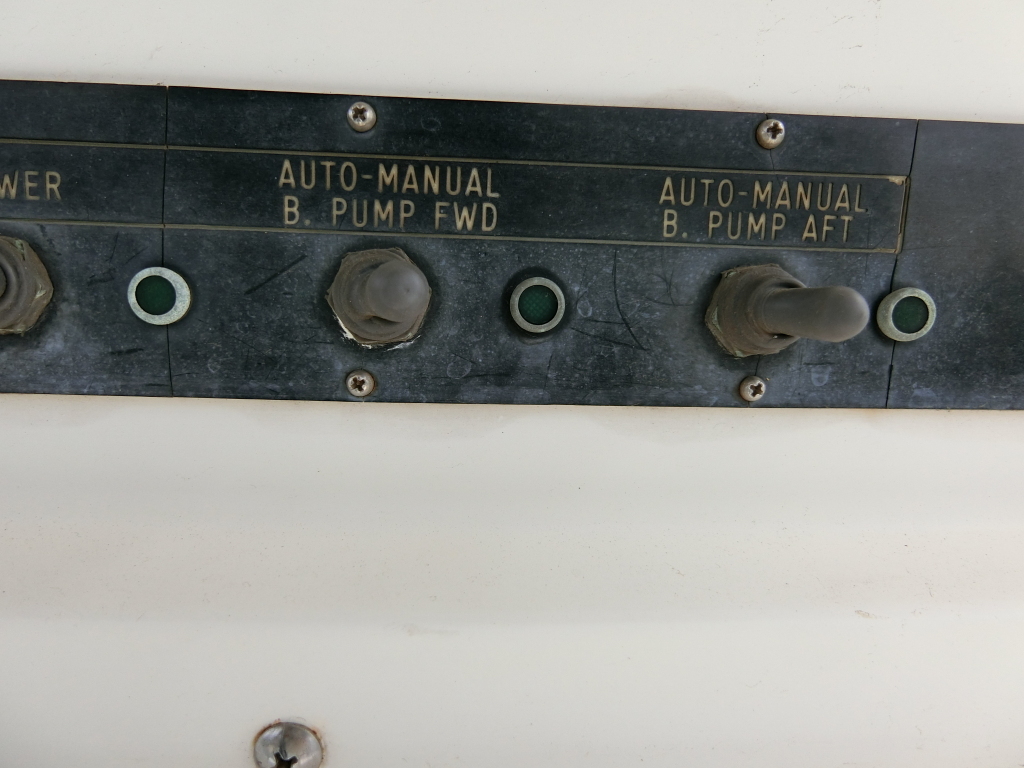 WER
AUTO-MANUAL
B. PUMP FWD
AUTO-MANUAL
B. PUMP AFT